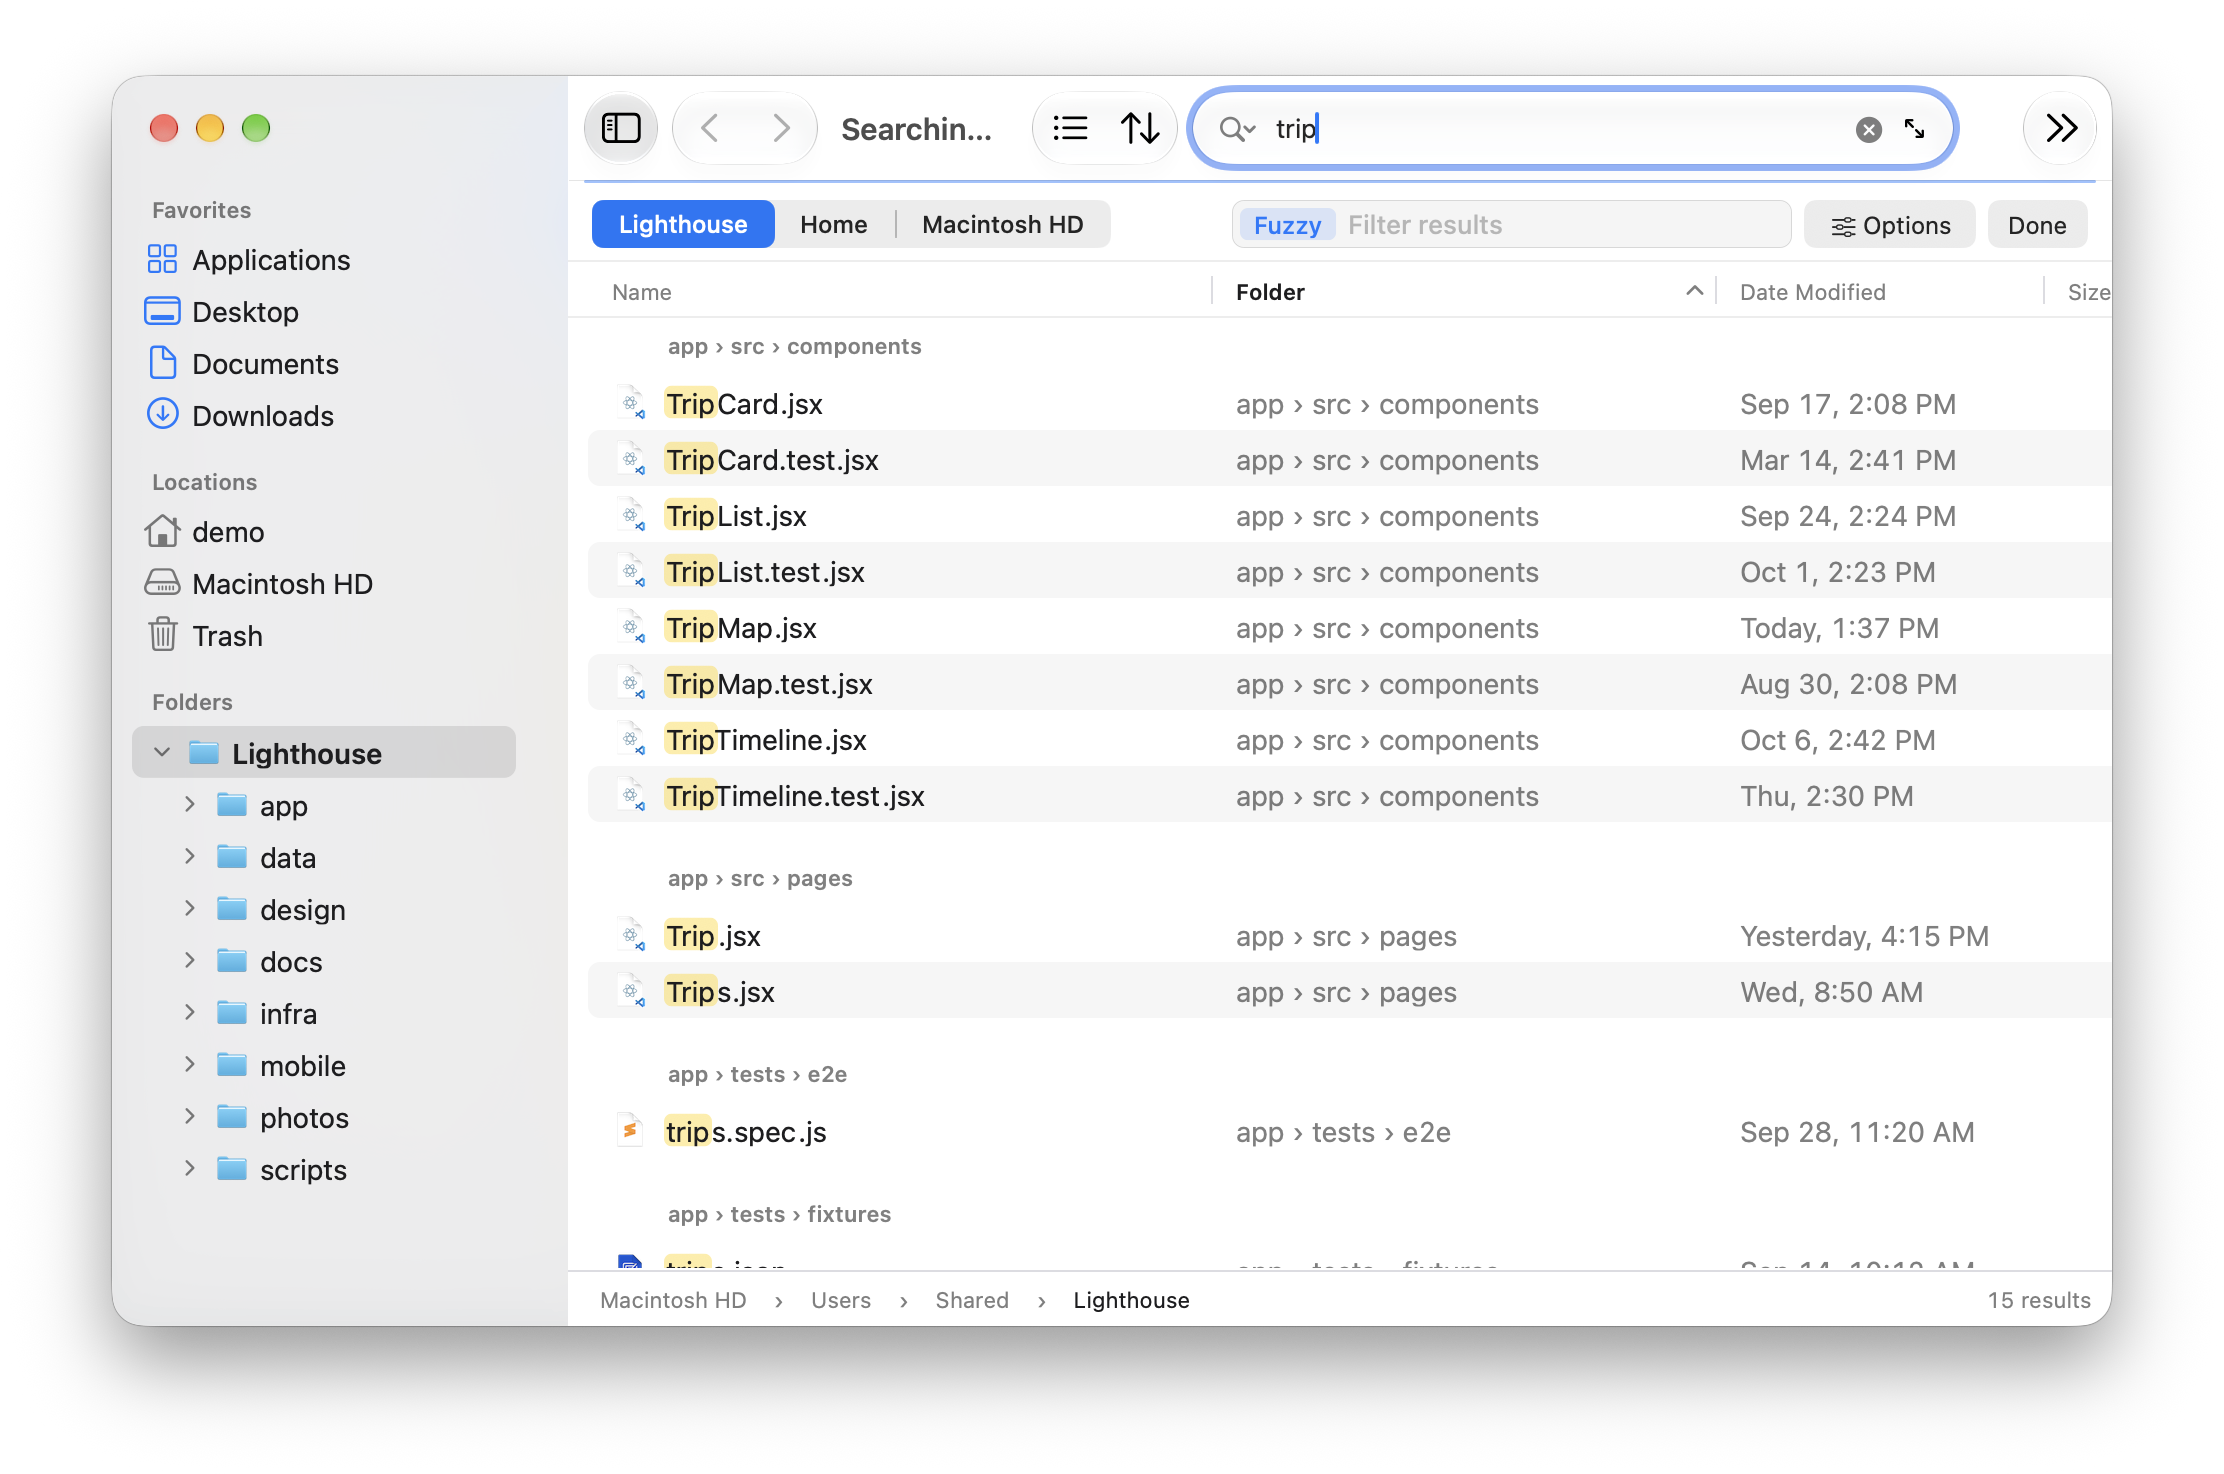 Searchin...
trip
Favorites
Applications
Desktop
Documents
Downloads
Locations
demo
Macintosh HD
Trash
Folders
Lighthouse
app
data
design
docs
infra
mobile
photos
scripts
Lighthouse Home Macintosh HD
Fuzzy Filter results Options Done
Name Folder Date Modified Size
app › src › components
TripCard.jsx app › src › components Sep 17, 2:08 PM
TripCard.test.jsx app › src › components Mar 14, 2:41 PM
TripList.jsx app › src › components Sep 24, 2:24 PM
TripList.test.jsx app › src › components Oct 1, 2:23 PM
TripMap.jsx app › src › components Today, 1:37 PM
TripMap.test.jsx app › src › components Aug 30, 2:08 PM
TripTimeline.jsx app › src › components Oct 6, 2:42 PM
TripTimeline.test.jsx app › src › components Thu, 2:30 PM
app › src › pages
Trip.jsx app › src › pages Yesterday, 4:15 PM
Trips.jsx app › src › pages Wed, 8:50 AM
app › tests › e2e
trips.spec.js app › tests › e2e Sep 28, 11:20 AM
app › tests › fixtures
trips.json app › tests › fixtures
Macintosh HD › Users › Shared › Lighthouse
15 results